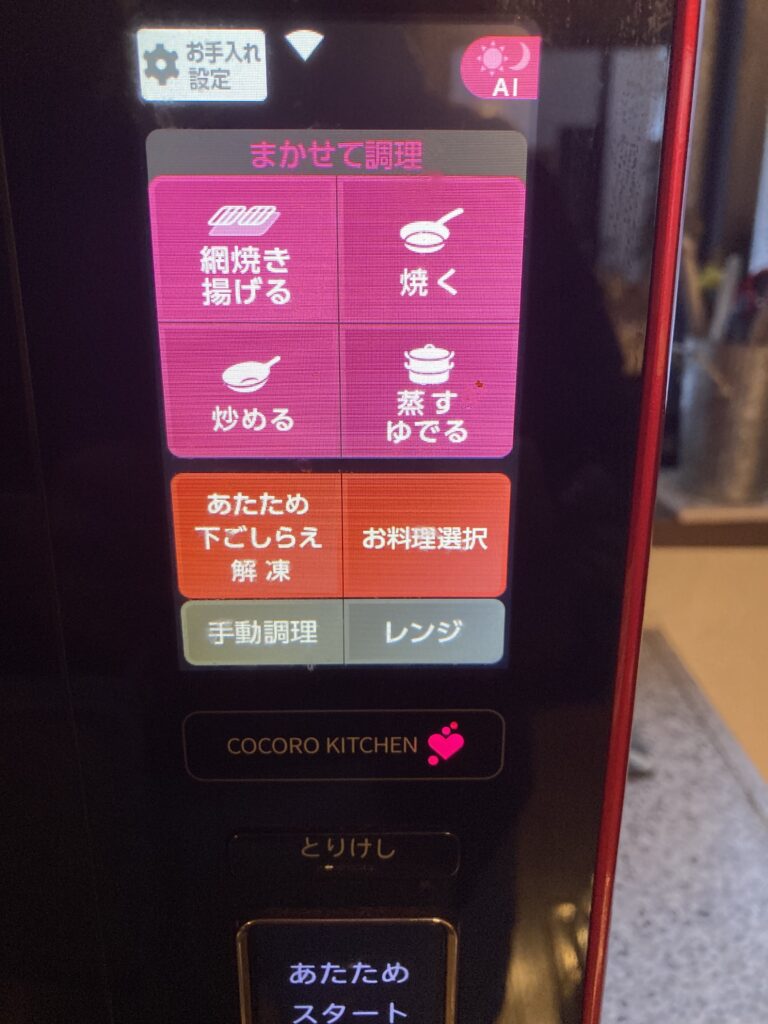 お手入れ
設定
AI
まかせて調理
網焼き
揚げる
焼く
炒める
蒸す
ゆでる
あたため
下ごしらえ
解凍
お料理選択
手動調理
レンジ
COCORO KITCHEN
とりけし
あたため
スタート